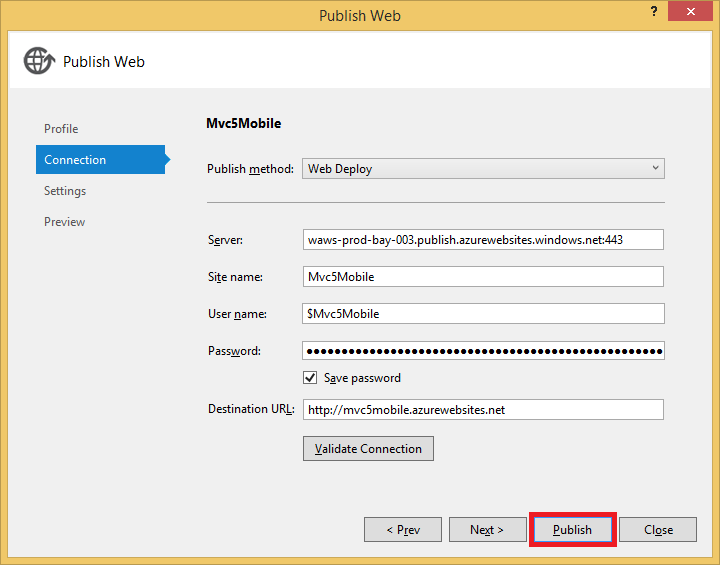 Publish Web
?
Publish Web
Profile
Connection
Settings
Preview
Mvc5Mobile
Publish method: Web Deploy
Server: waws-prod-bay-003.publish.azurewebsites.windows.net:443
Site name: Mvc5Mobile
User name: $Mvc5Mobile
Password: ●●●●●●●●●●●●●●●●●●●●●●●●●●●●●●●●●●●●●●●●●●●●●●●●●●●
Save password
Destination URL: http://mvc5mobile.azurewebsites.net
Validate Connection
< Prev Next > Publish Close